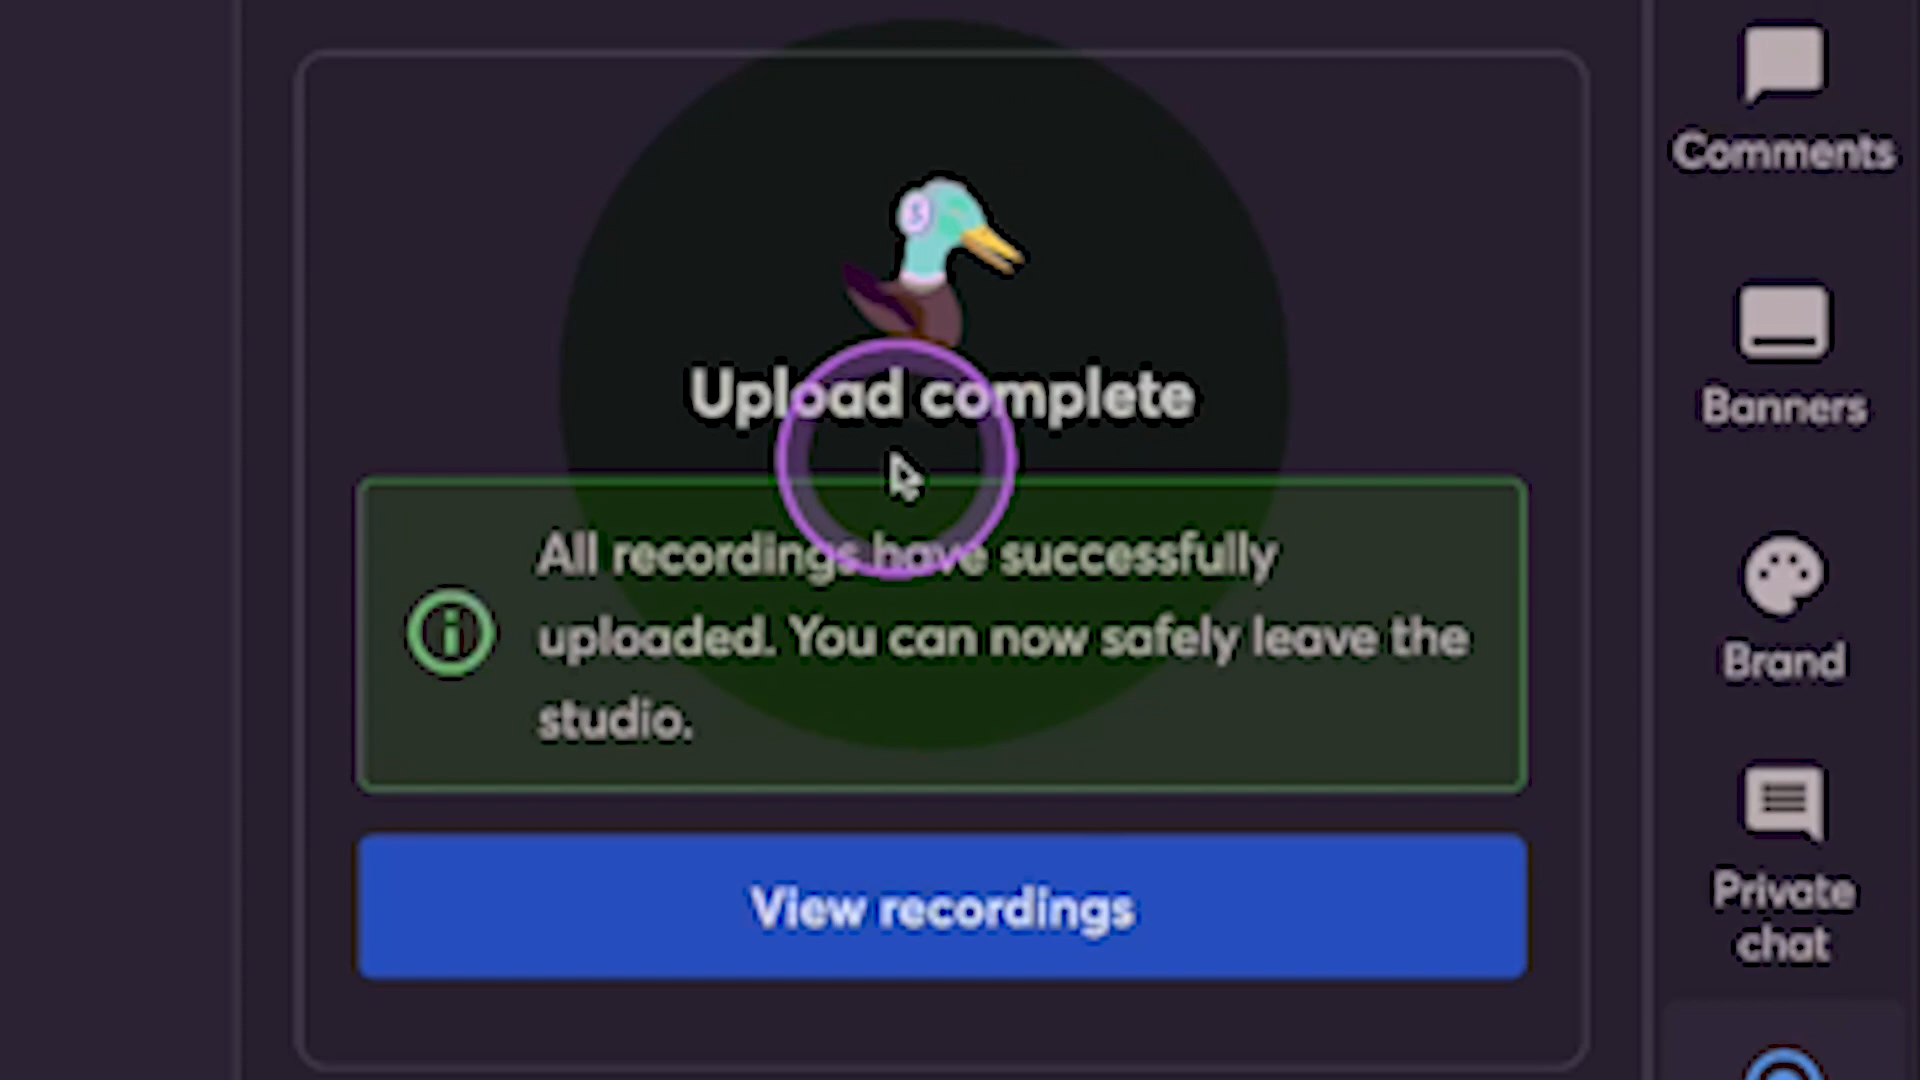 Upload complete
All recordings have successfully
uploaded. You can now safely leave the
studio.
View recordings
Comments
Banners
Brand
Private
chat